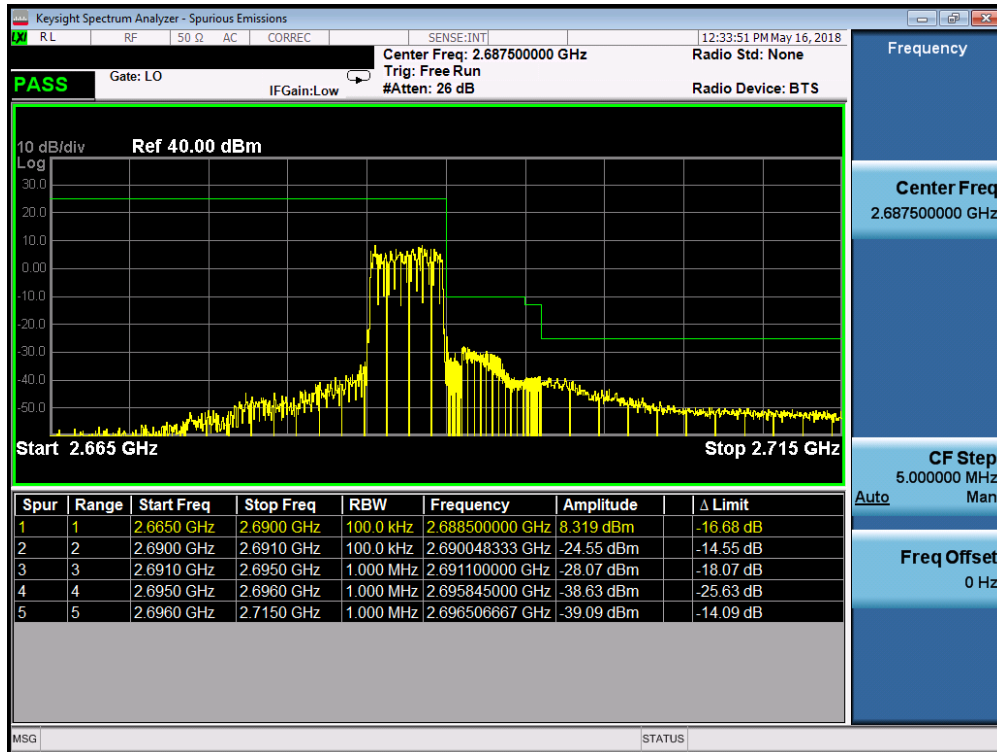 Keysight Spectrum Analyzer - Spurious Emissions
LXI RL RF 50 Ω AC CORREC SENSE:INT 12:33:51 PM May 16, 2018
Center Freq: 2.687500000 GHz Radio Std: None
PASS Gate: LO Trig: Free Run
IFGain:Low #Atten: 26 dB Radio Device: BTS
Frequency
10 dB/div Ref 40.00 dBm
Log
30.0
20.0
10.0
0.00
-10.0
-20.0
-30.0
-40.0
-50.0
Start 2.665 GHz Stop 2.715 GHz
Spur Range Start Freq Stop Freq RBW Frequency Amplitude Δ Limit
1 1 2.6650 GHz 2.6900 GHz 100.0 kHz 2.688500000 GHz 8.319 dBm -16.68 dB
2 2 2.6900 GHz 2.6910 GHz 100.0 kHz 2.690048333 GHz -24.55 dBm -14.55 dB
3 3 2.6910 GHz 2.6950 GHz 1.000 MHz 2.691100000 GHz -28.07 dBm -18.07 dB
4 4 2.6950 GHz 2.6960 GHz 1.000 MHz 2.695845000 GHz -38.63 dBm -25.63 dB
5 5 2.6960 GHz 2.7150 GHz 1.000 MHz 2.696506667 GHz -39.09 dBm -14.09 dB
Center Freq
2.687500000 GHz
CF Step
5.000000 MHz
Auto Man
Freq Offset
0 Hz
MSG STATUS